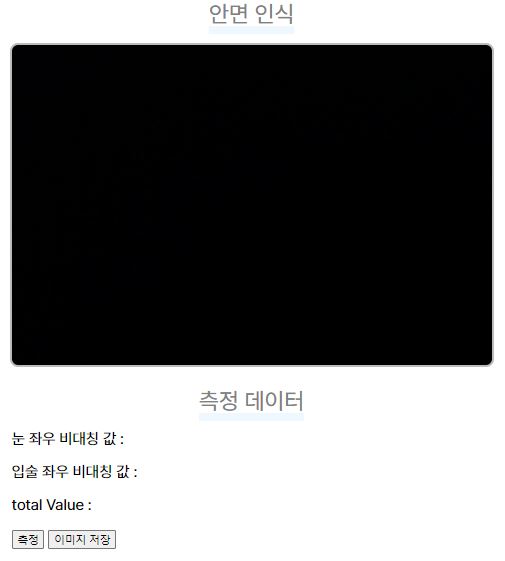 안면 인식
측정 데이터
눈 좌우 비대칭 값 :
입술 좌우 비대칭 값 :
total Value :
측정 이미지 저장